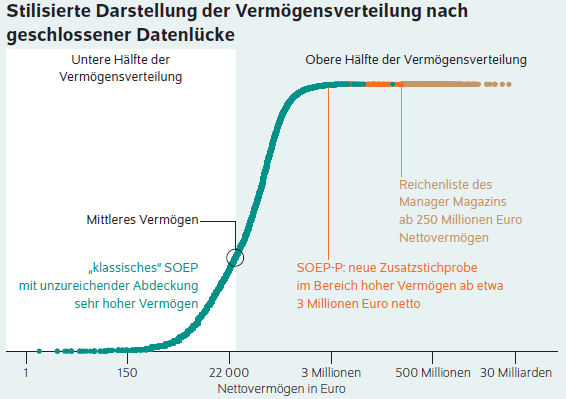 Stilisierte Darstellung der Vermögensverteilung nach
geschlossener Datenlücke
Untere Hälfte der
Vermögensverteilung
Obere Hälfte der Vermögensverteilung
Mittleres Vermögen
„klassisches“ SOEP
mit unzureichender Abdeckung
sehr hoher Vermögen
Reichenliste des
Manager Magazins
ab 250 Millionen Euro
Nettovermögen
SOEP-P: neue Zusatzstichprobe
im Bereich hoher Vermögen ab etwa
3 Millionen Euro netto
1 150 22 000 3 Millionen 500 Millionen 30 Milliarden
Nettovermögen in Euro